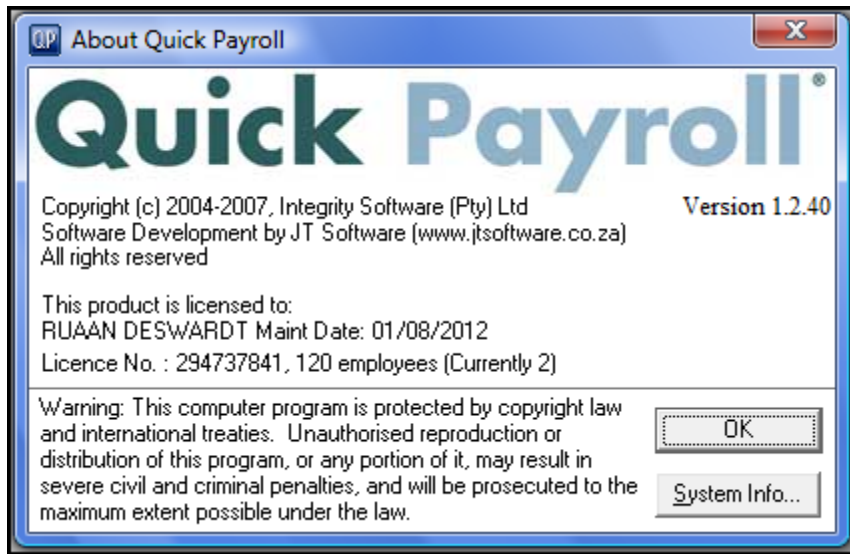 QP About Quick Payroll
Quick Payroll®
Copyright (c) 2004-2007, Integrity Software (Pty) Ltd
Version 1.2.40
Software Development by JT Software (www.jtsoftware.co.za)
All rights reserved
This product is licensed to:
RUAAN DESWARDT Maint Date: 01/08/2012
Licence No. : 294737841, 120 employees (Currently 2)
Warning: This computer program is protected by copyright law
and international treaties.  Unauthorised reproduction or
distribution of this program, or any portion of it, may result in
severe civil and criminal penalties, and will be prosecuted to the
maximum extent possible under the law.
OK
System Info...